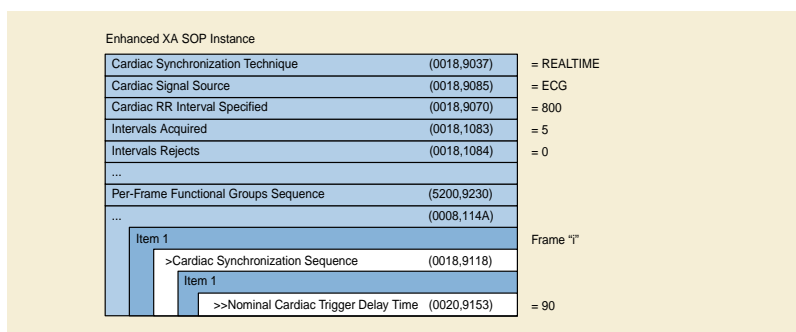 Enhanced XA SOP Instance
Cardiac Synchronization Technique (0018,9037) = REALTIME
Cardiac Signal Source (0018,9085) = ECG
Cardiac RR Interval Specified (0018,9070) = 800
Intervals Acquired (0018,1083) = 5
Intervals Rejects (0018,1084) = 0
...
Per-Frame Functional Groups Sequence (5200,9230)
... (0008,114A)
Item 1 Frame “i”
>Cardiac Synchronization Sequence (0018,9118)
Item 1
>>Nominal Cardiac Trigger Delay Time (0020,9153) = 90